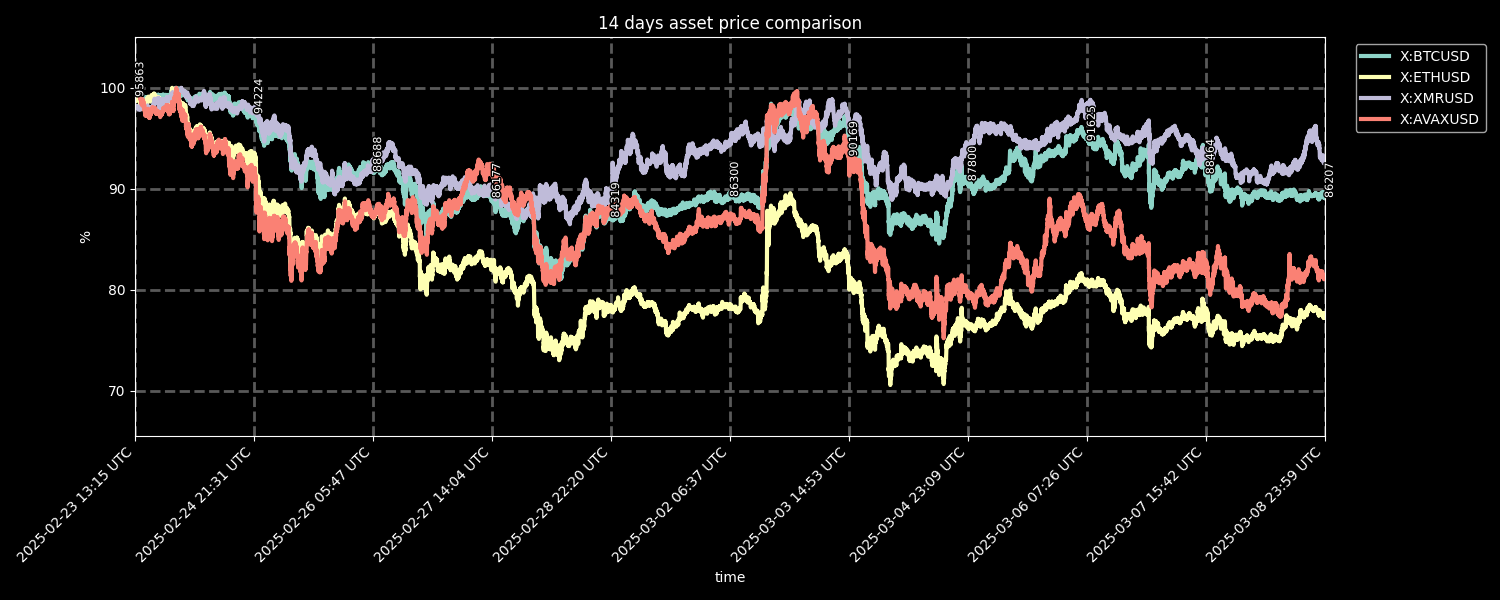 14 days asset price comparison
X:BTCUSD
X:ETHUSD
X:XMRUSD
X:AVAXUSD
100
90
80
70
%
95863
94224
88688
86177
84319
86300
90169
87800
91625
88464
86207
2025-02-23 13:15 UTC
2025-02-24 21:31 UTC
2025-02-26 05:47 UTC
2025-02-27 14:04 UTC
2025-02-28 22:20 UTC
2025-03-02 06:37 UTC
2025-03-03 14:53 UTC
2025-03-04 23:09 UTC
2025-03-06 07:26 UTC
2025-03-07 15:42 UTC
2025-03-08 23:59 UTC
time